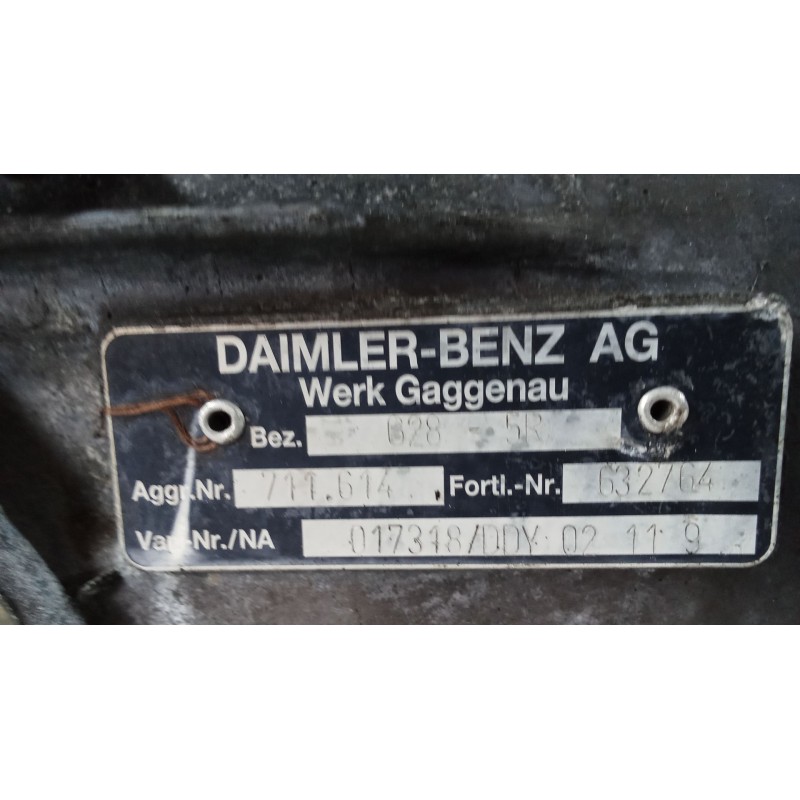 DAIMLER-BENZ AG
Werk Gaggenau
Bez. G28 - 5R
Aggr.Nr. 711.614 Fortl.-Nr. 632764
Var.-Nr./NA 017318/DDY 02 11 9